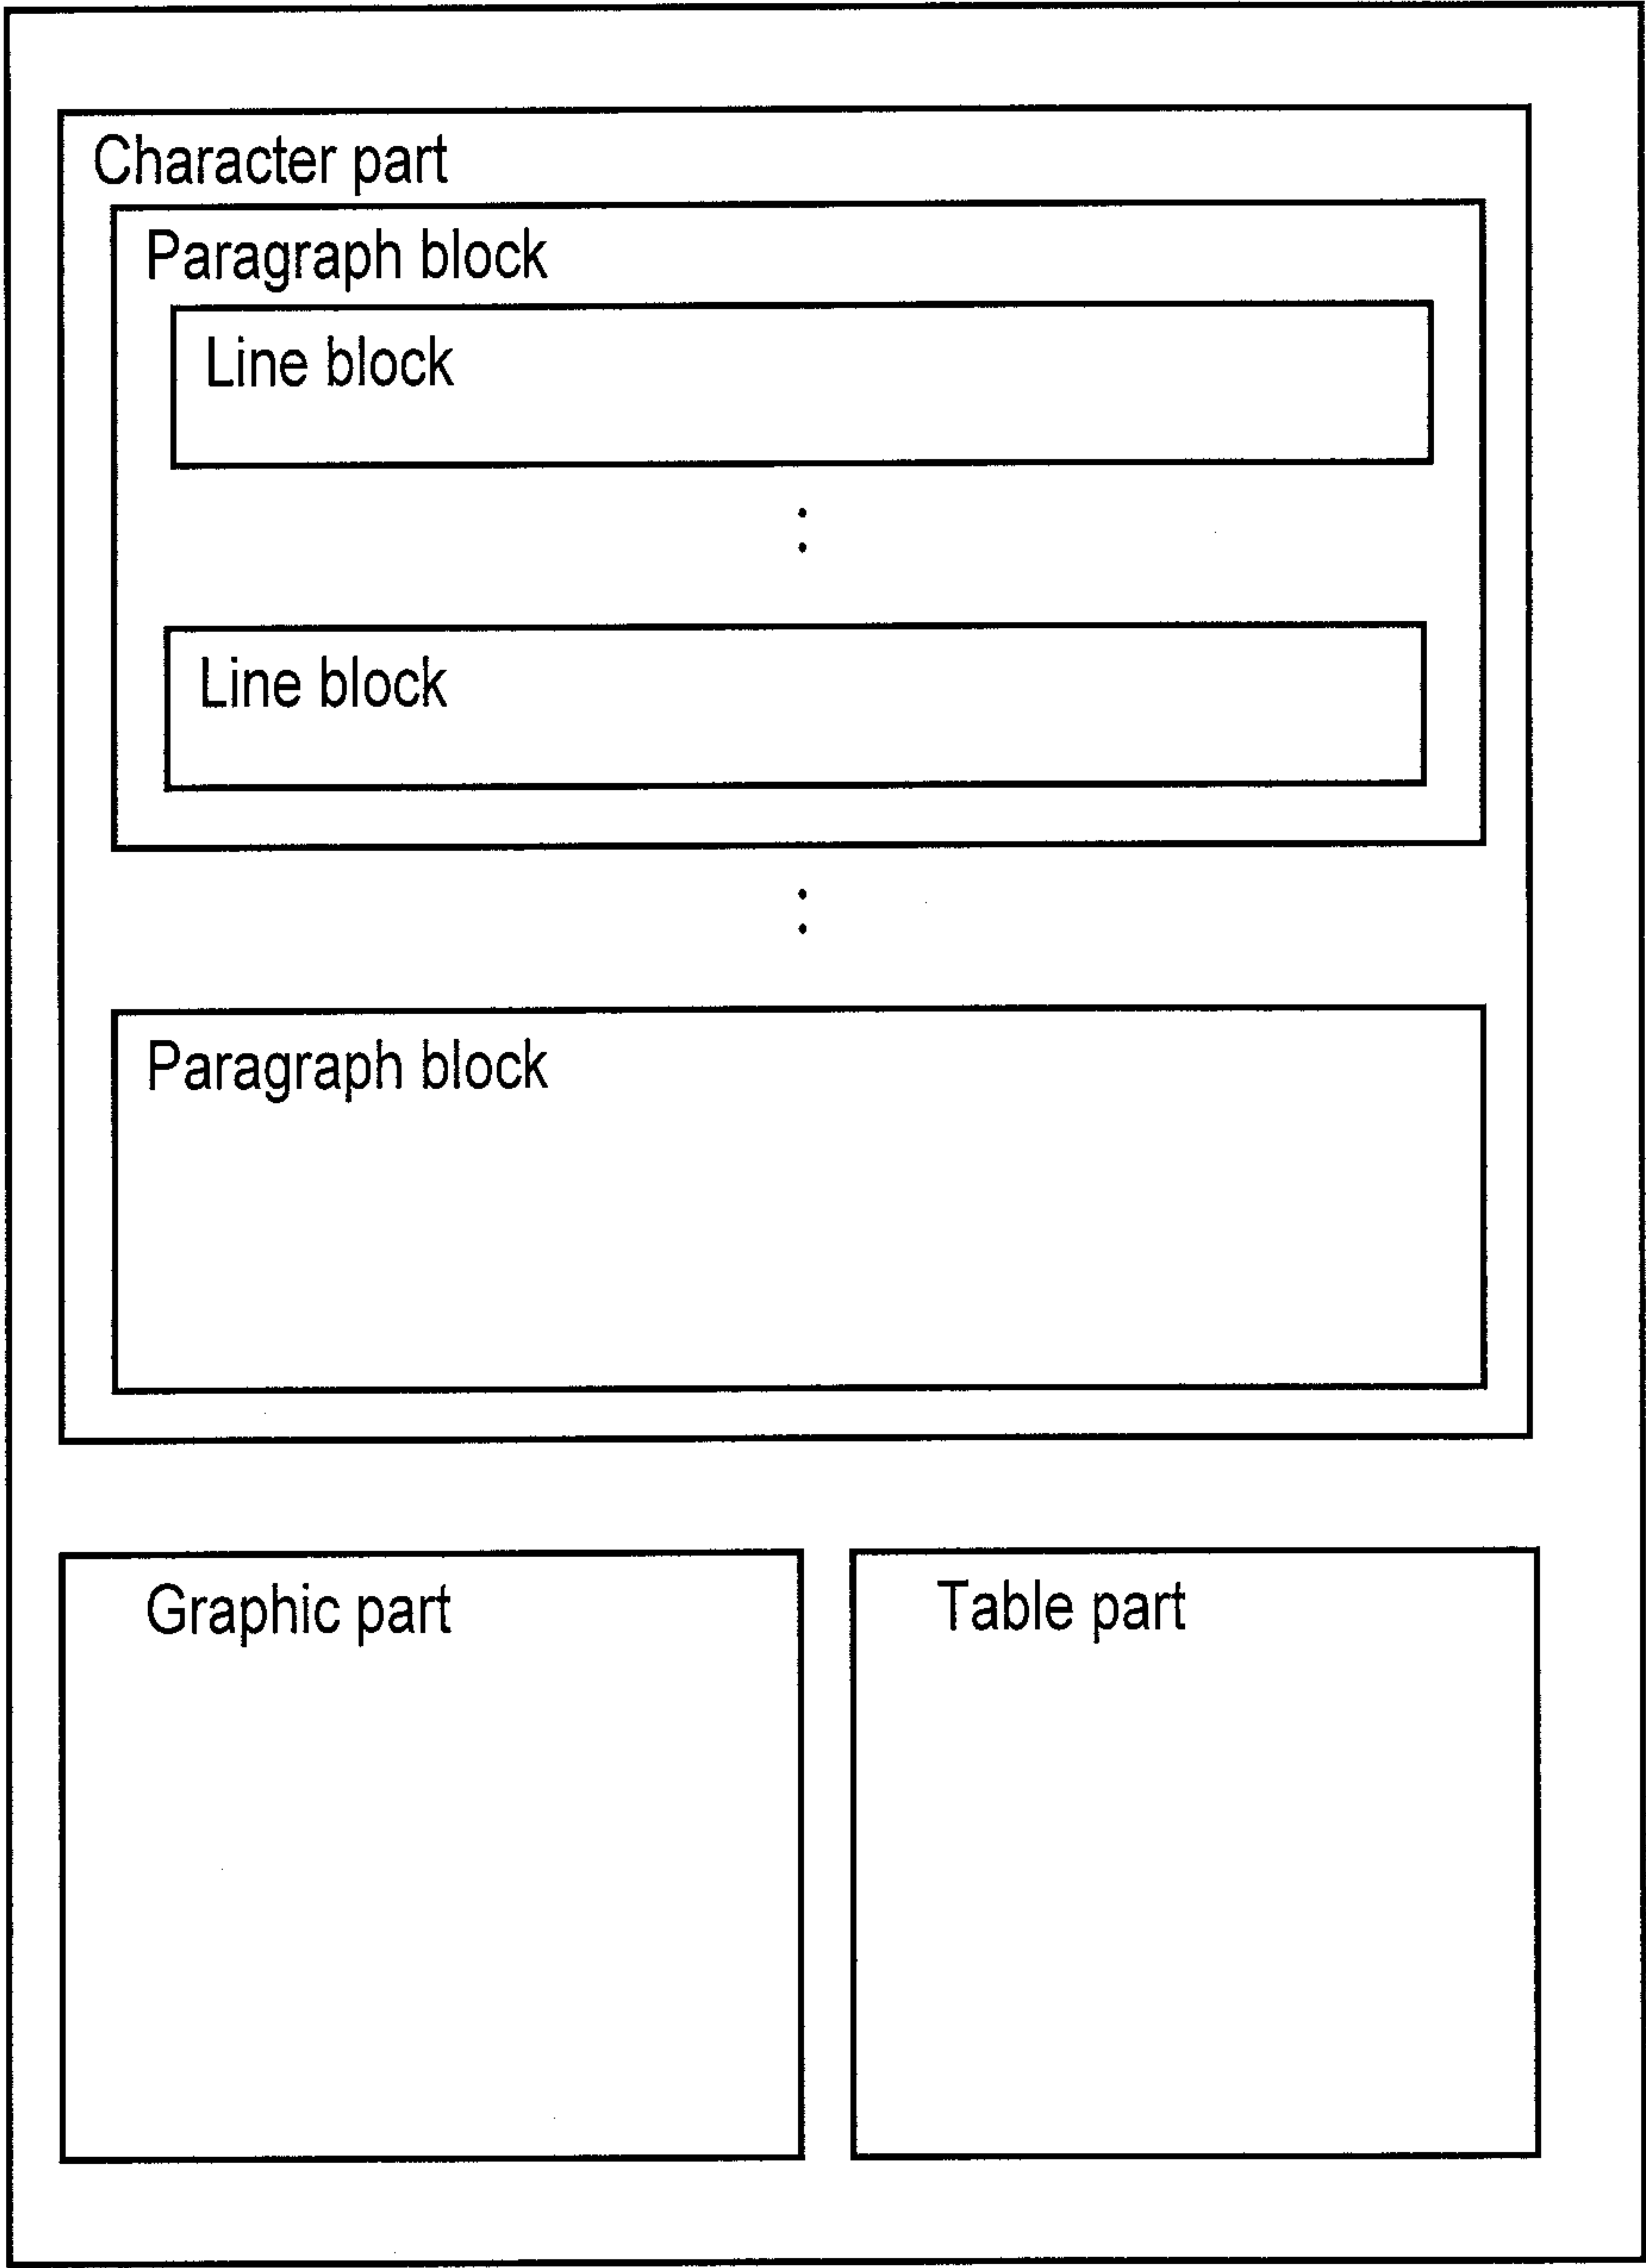 Character part
Paragraph block
Line block
:
Line block
:
Paragraph block
Graphic part
Table part